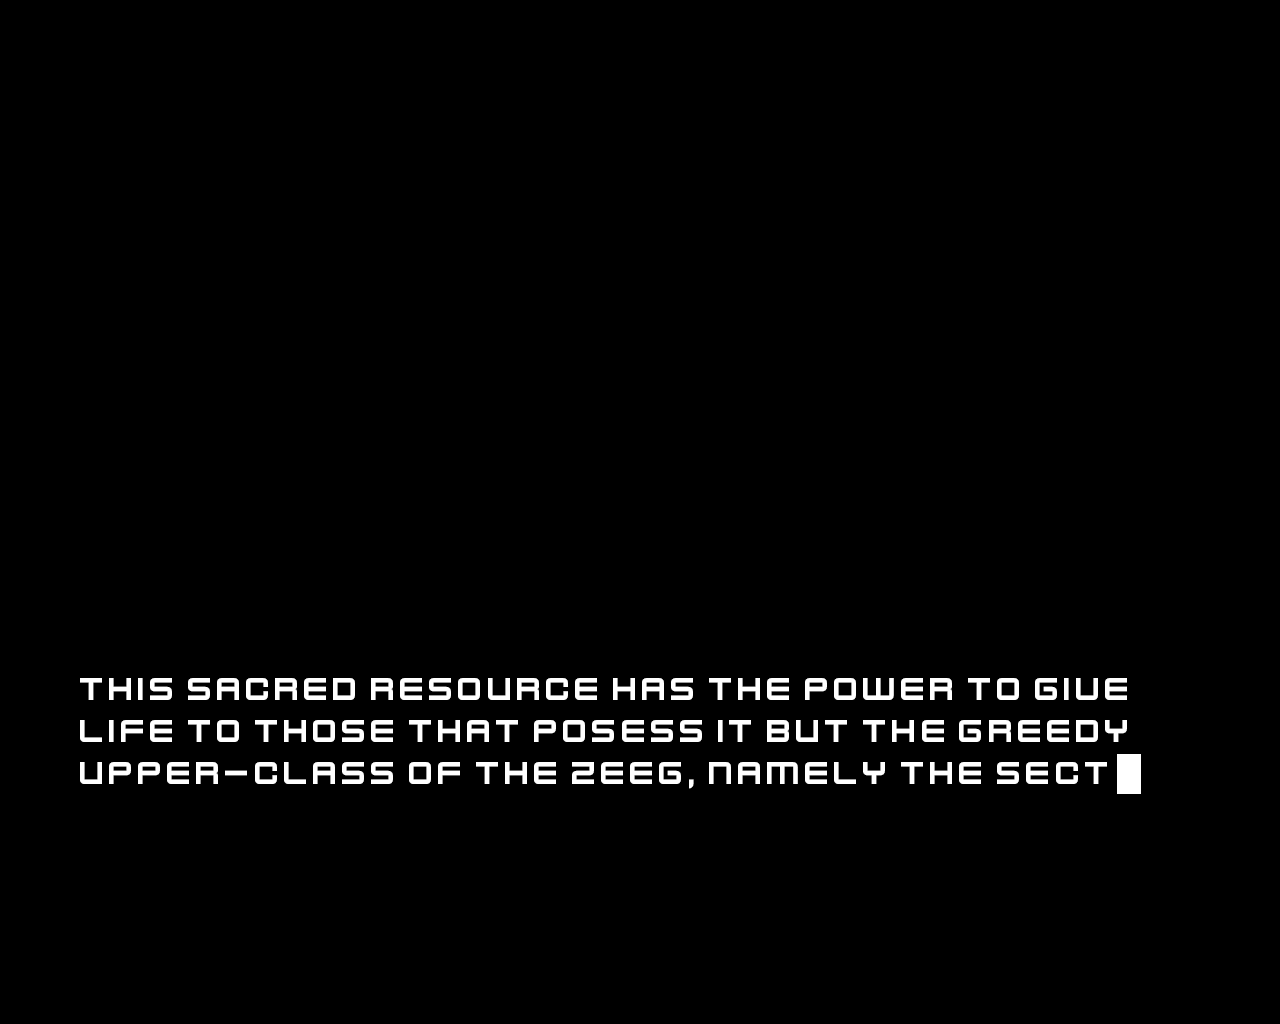 THIS SACRED RESOURCE HAS THE POWER TO GIVE
LIFE TO THOSE THAT POSESS IT BUT THE GREEDY
UPPER-CLASS OF THE ZEEG, NAMELY THE SECT